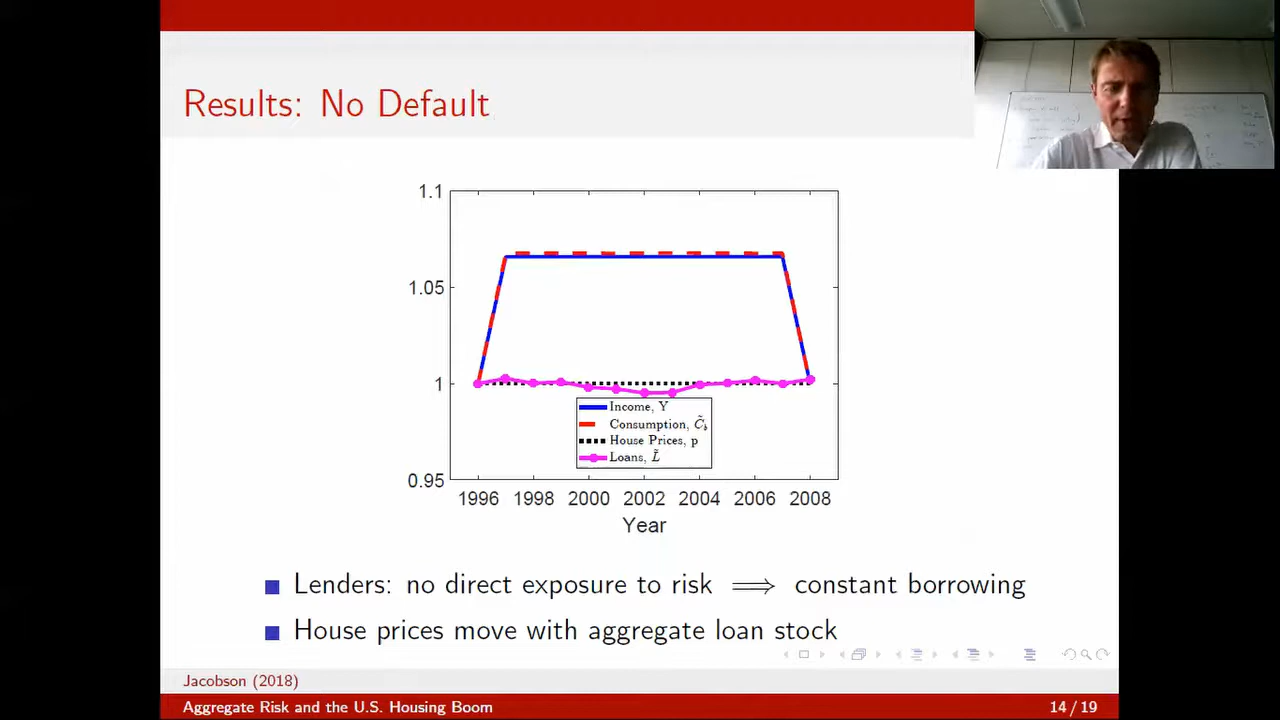 Results: No Default
1.1
1.05
1
0.95
Income, Y
Consumption, C̃_b
House Prices, p
Loans, L̃
1996 1998 2000 2002 2004 2006 2008
Year
Lenders: no direct exposure to risk ⟹ constant borrowing
House prices move with aggregate loan stock
Jacobson (2018)
Aggregate Risk and the U.S. Housing Boom 14 / 19